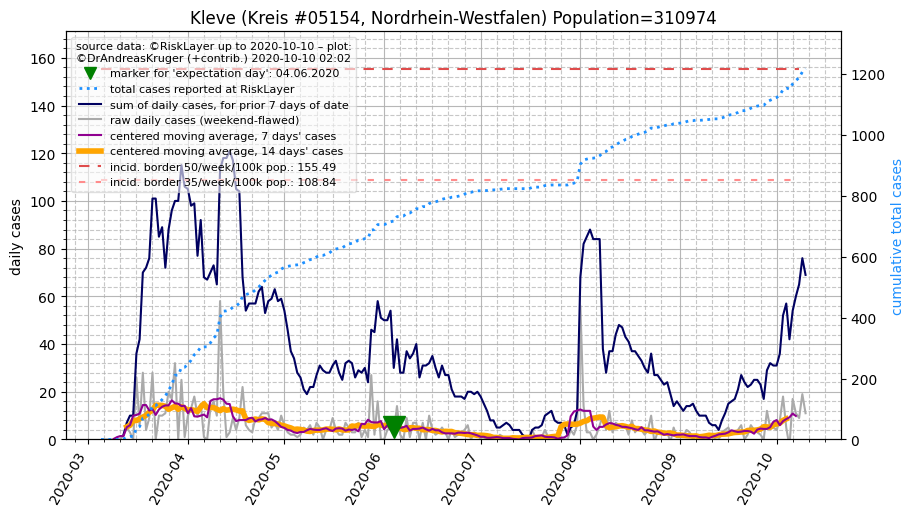 Kleve (Kreis #05154, Nordrhein-Westfalen) Population=310974
source data: ©RiskLayer up to 2020-10-10 – plot:
©DrAndreasKruger (+contrib.) 2020-10-10 02:02
marker for 'expectation day': 04.06.2020
total cases reported at RiskLayer
sum of daily cases, for prior 7 days of date
raw daily cases (weekend-flawed)
centered moving average, 7 days' cases
centered moving average, 14 days' cases
incid. border 50/week/100k pop.: 155.49
incid. border 35/week/100k pop.: 108.84
daily cases
160
140
120
100
80
60
40
20
0
cumulative total cases
1200
1000
800
600
400
200
0
2020-03
2020-04
2020-05
2020-06
2020-07
2020-08
2020-09
2020-10